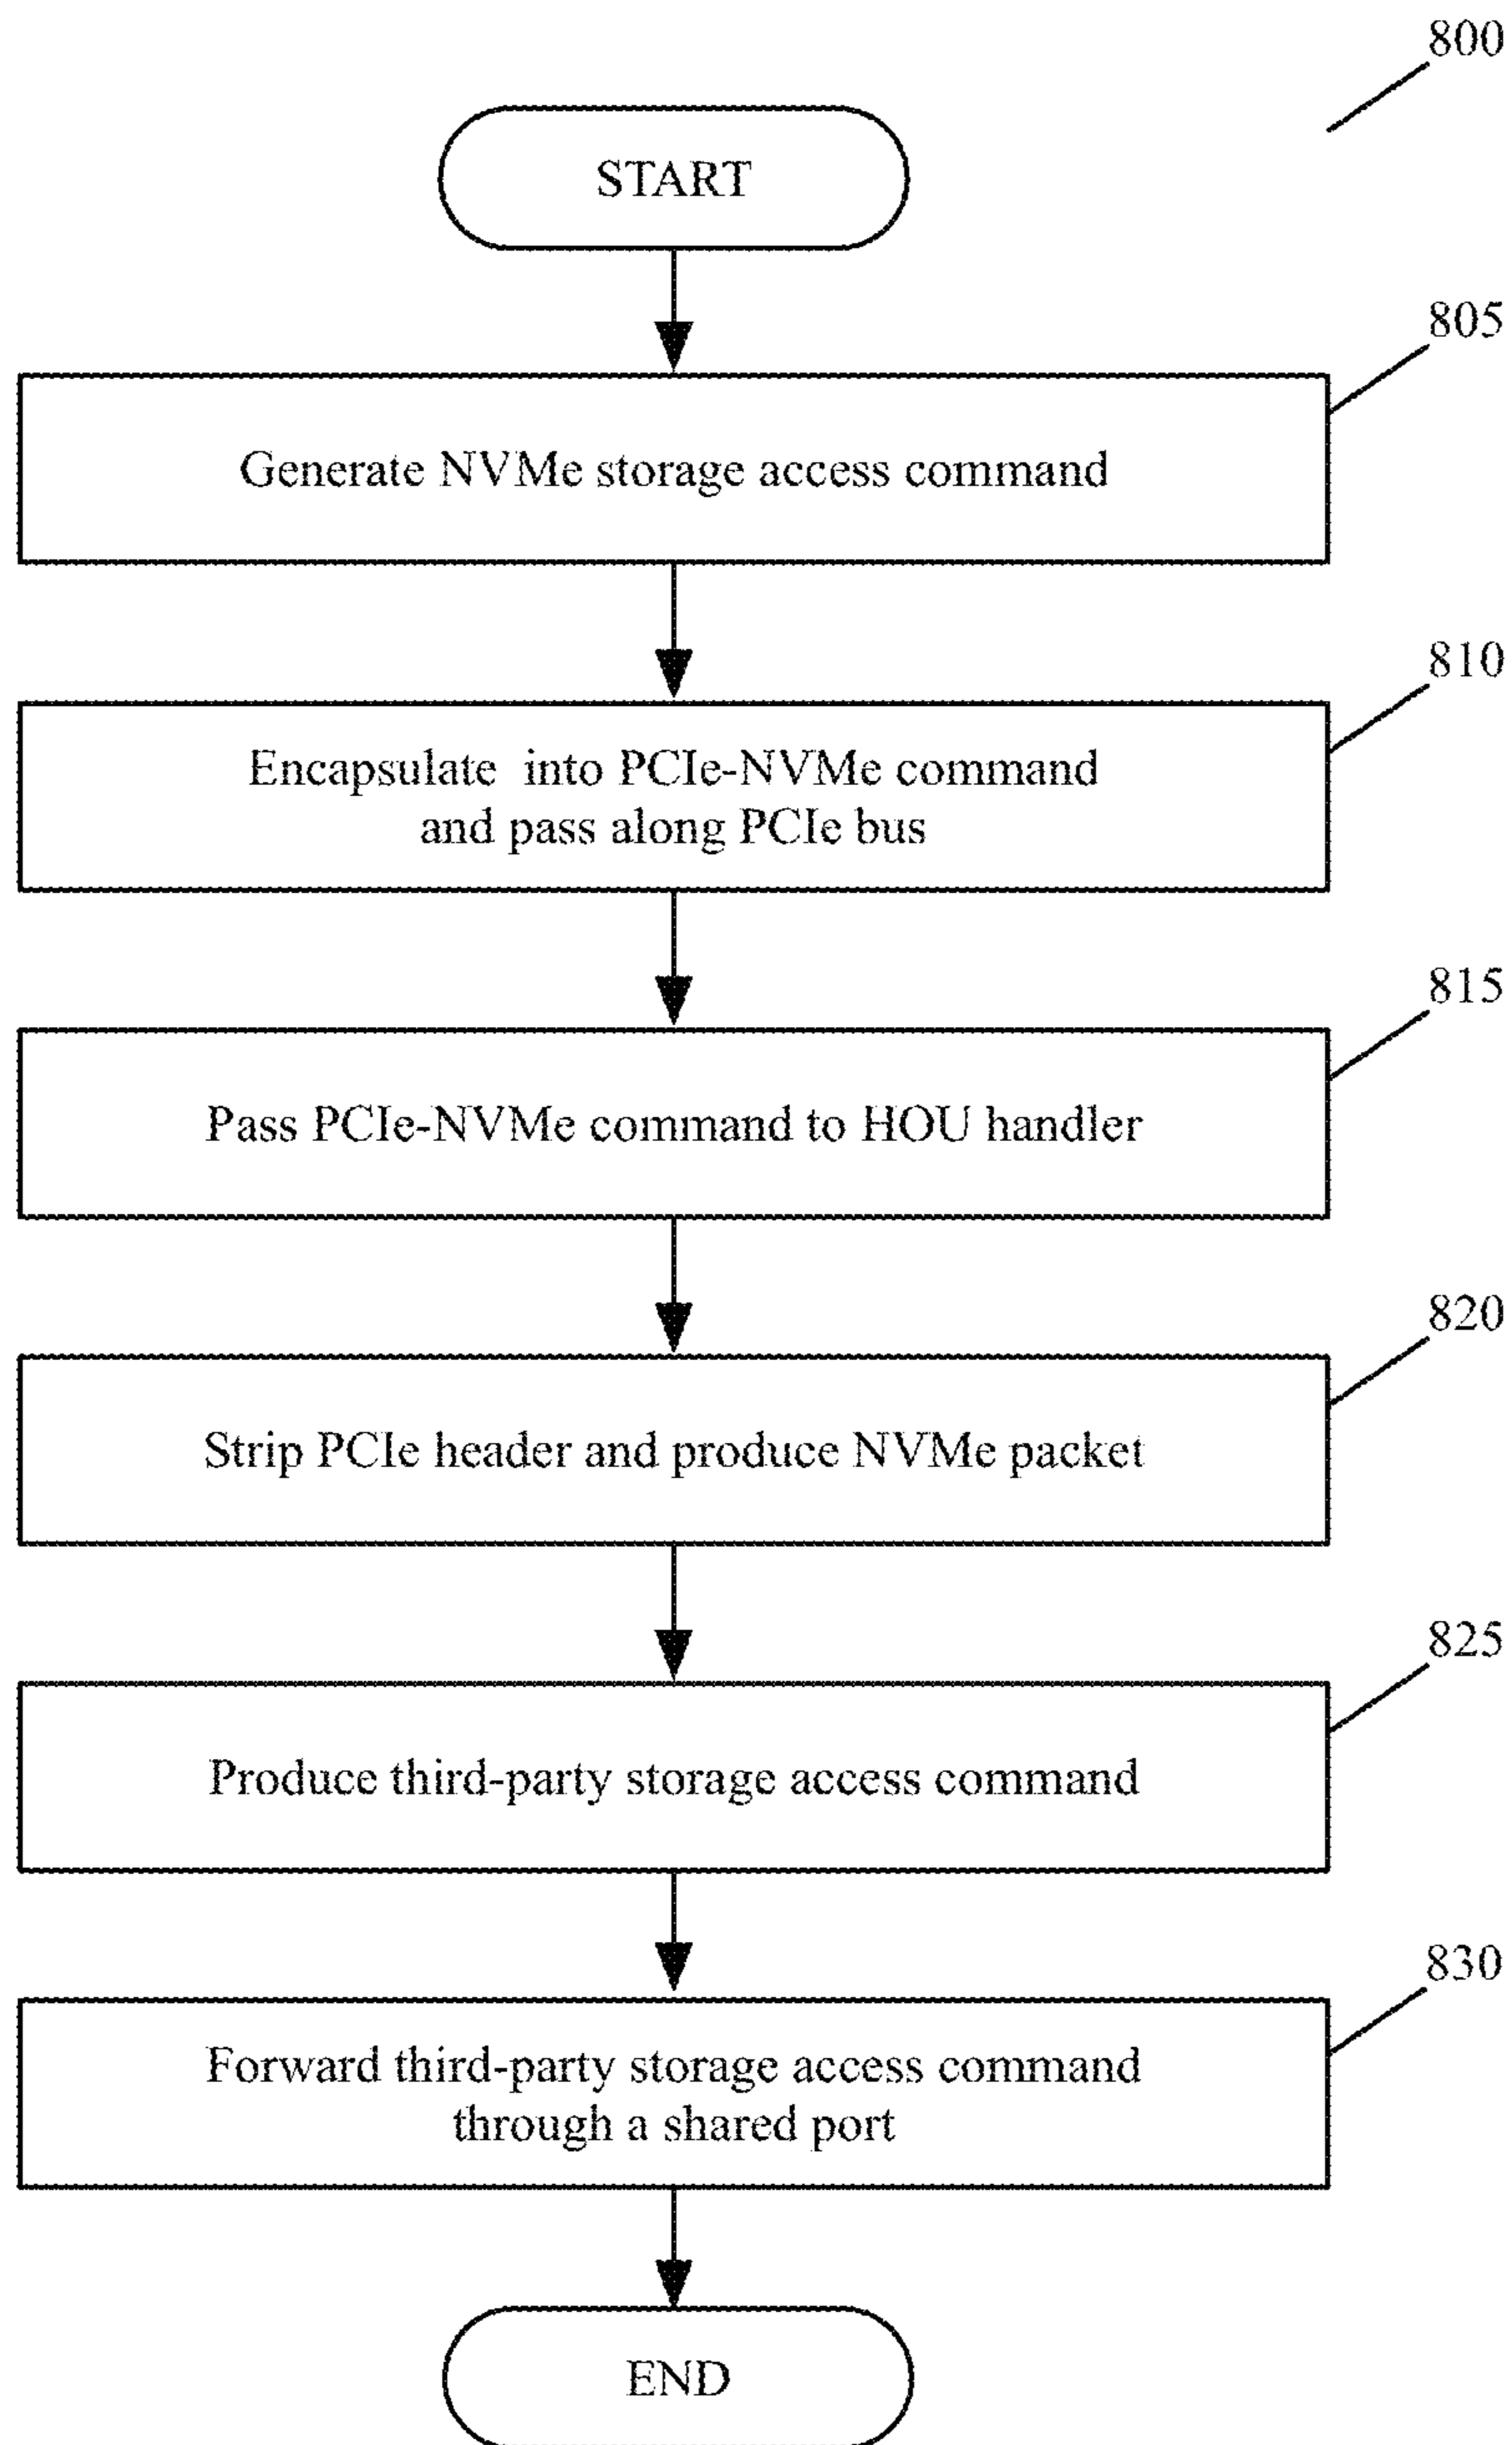 800
START
805
Generate NVMe storage access command
810
Encapsulate into PCIe-NVMe command
and pass along PCIe bus
815
Pass PCIe-NVMe command to HOU handler
820
Strip PCIe header and produce NVMe packet
825
Produce third-party storage access command
830
Forward third-party storage access command
through a shared port
END